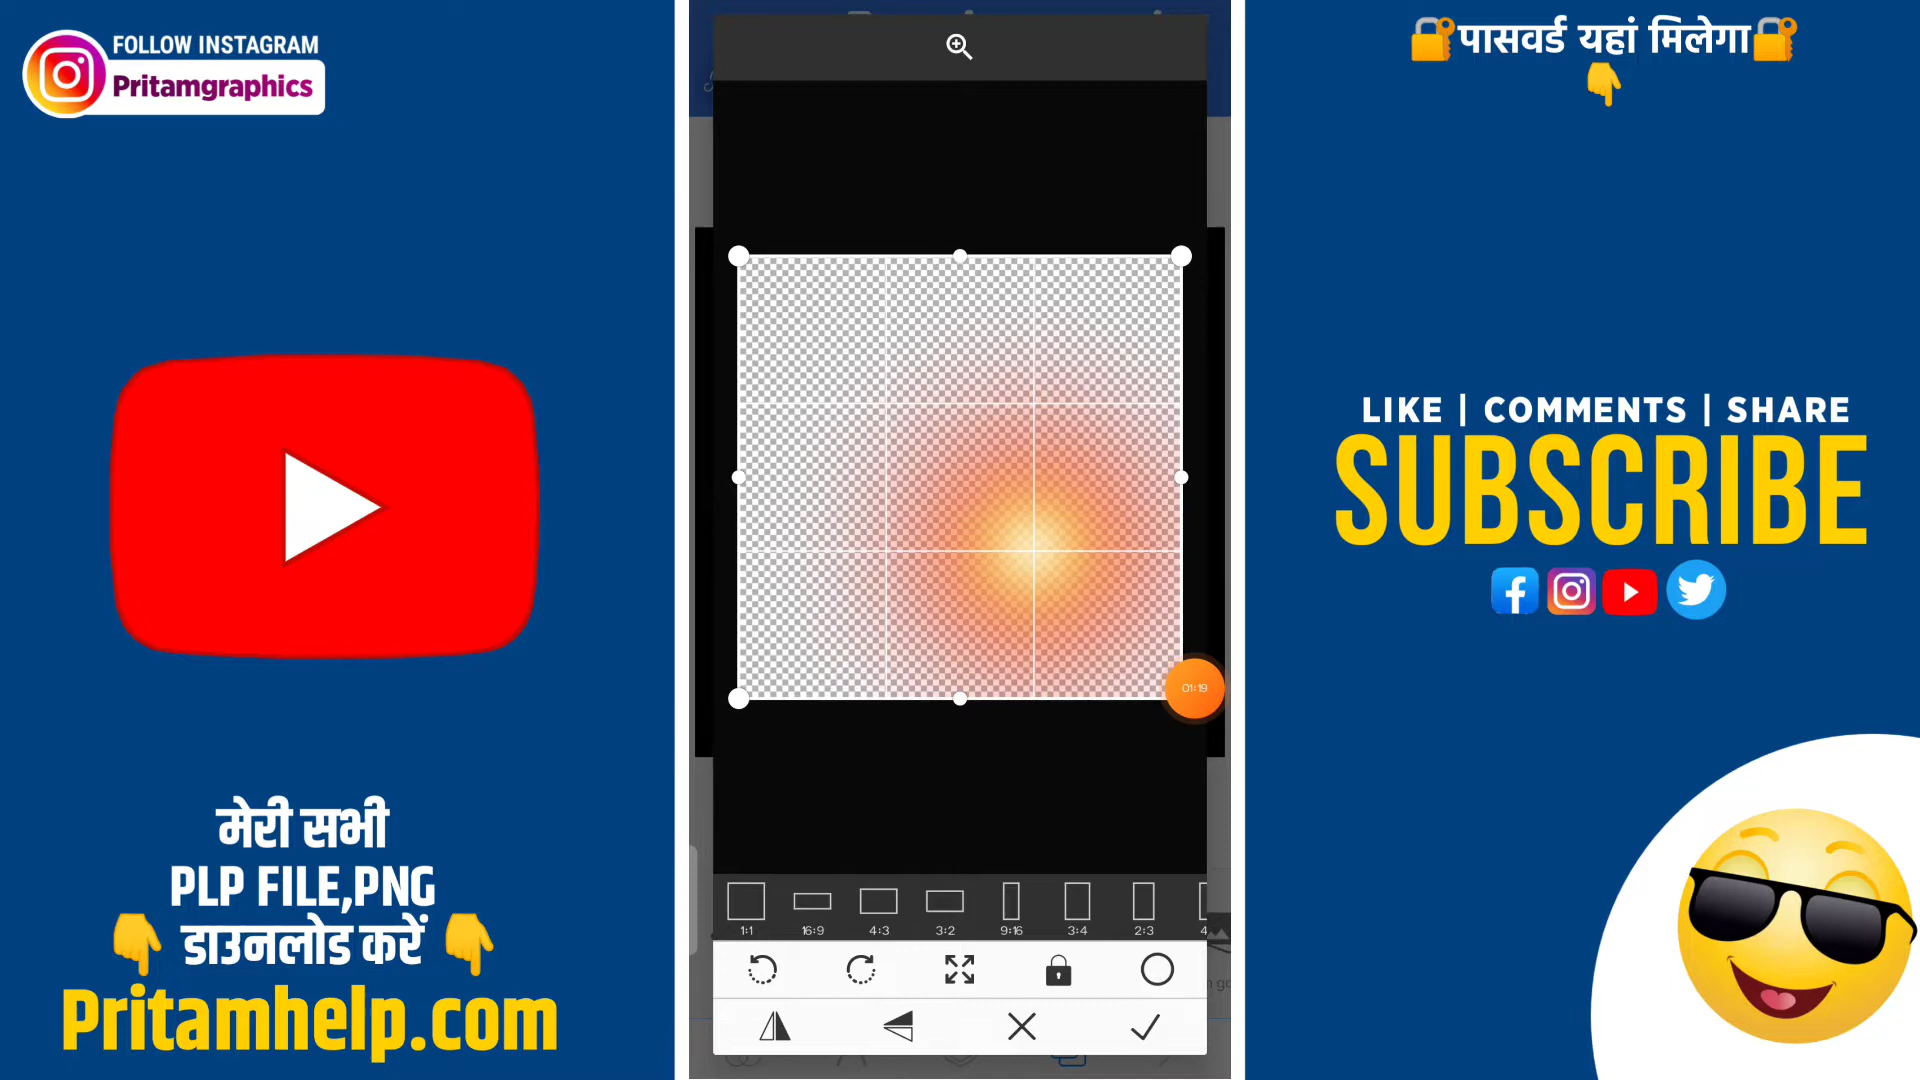 FOLLOW INSTAGRAM
Pritamgraphics
मेरी सभी
PLP FILE,PNG
डाउनलोड करें
Pritamhelp.com
01:19
1:1 16:9 4:3 3:2 9:16 3:4 2:3
🔐पासवर्ड यहां मिलेगा🔐
LIKE | COMMENTS | SHARE
SUBSCRIBE